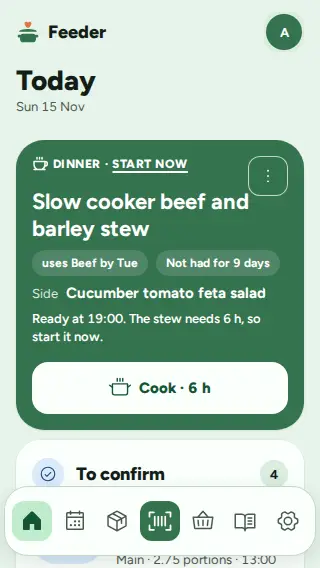 Feeder
A
Today
Sun 15 Nov
DINNER · START NOW
Slow cooker beef and
barley stew
uses Beef by Tue
Not had for 9 days
Side Cucumber tomato feta salad
Ready at 19:00. The stew needs 6 h, so
start it now.
Cook · 6 h
To confirm
4
Main · 2.75 portions · 13:00